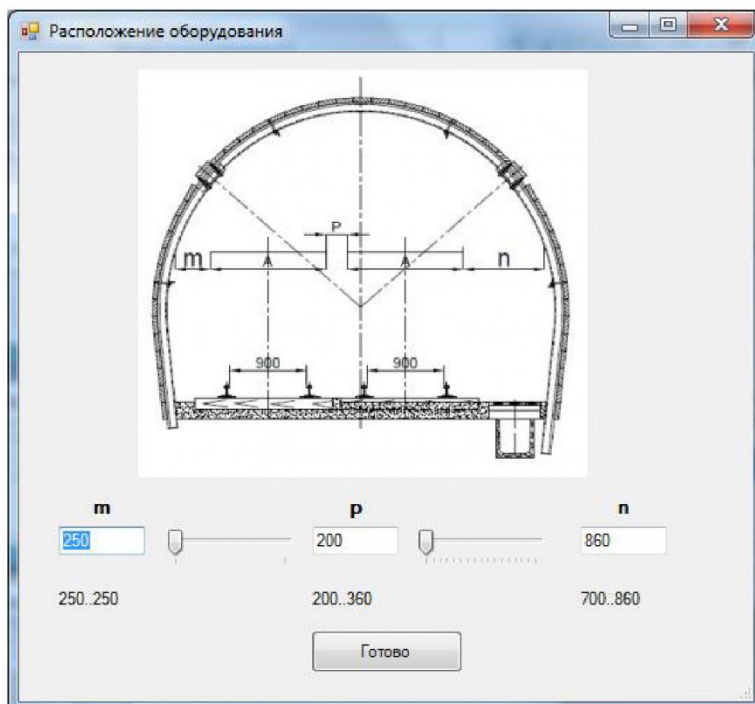 Расположение оборудования
P
m A A n
900 900
m p n
250 200 860
250..250 200..360 700..860
Готово